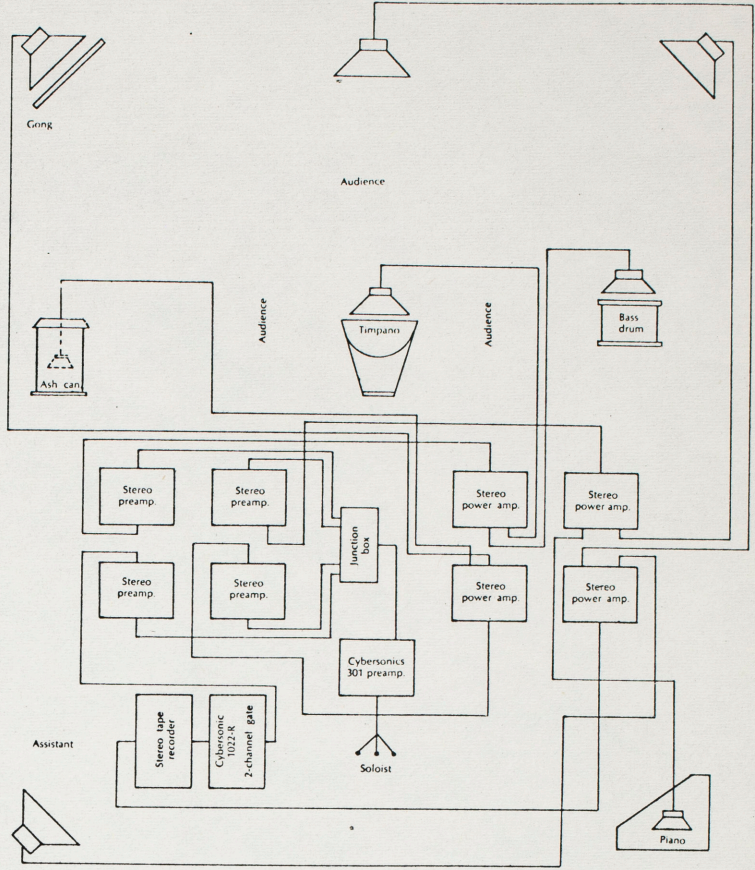 Gong
Audience
Audience
Audience
Timpano
Bass
drum
Ash can
Stereo
preamp.
Stereo
preamp.
Junction
box
Stereo
power amp.
Stereo
power amp.
Stereo
preamp.
Stereo
preamp.
Stereo
power amp.
Stereo
power amp.
Cybersonics
301 preamp.
Stereo tape
recorder
Cybersonic
1022-R
2-channel gate
Assistant
Soloist
Piano